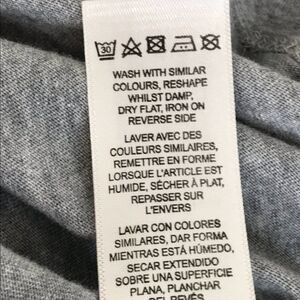 30
WASH WITH SIMILAR
COLOURS, RESHAPE
WHILST DAMP,
DRY FLAT, IRON ON
REVERSE SIDE
LAVER AVEC DES
COULEURS SIMILAIRES,
REMETTRE EN FORME
LORSQUE L'ARTICLE EST
HUMIDE, SÉCHER À PLAT,
REPASSER SUR
L'ENVERS
LAVAR CON COLORES
SIMILARES, DAR FORMA
MIENTRAS ESTÁ HÚMEDO,
SECAR EXTENDIDO
SOBRE UNA SUPERFICIE
PLANA, PLANCHAR
DEL REVÉS